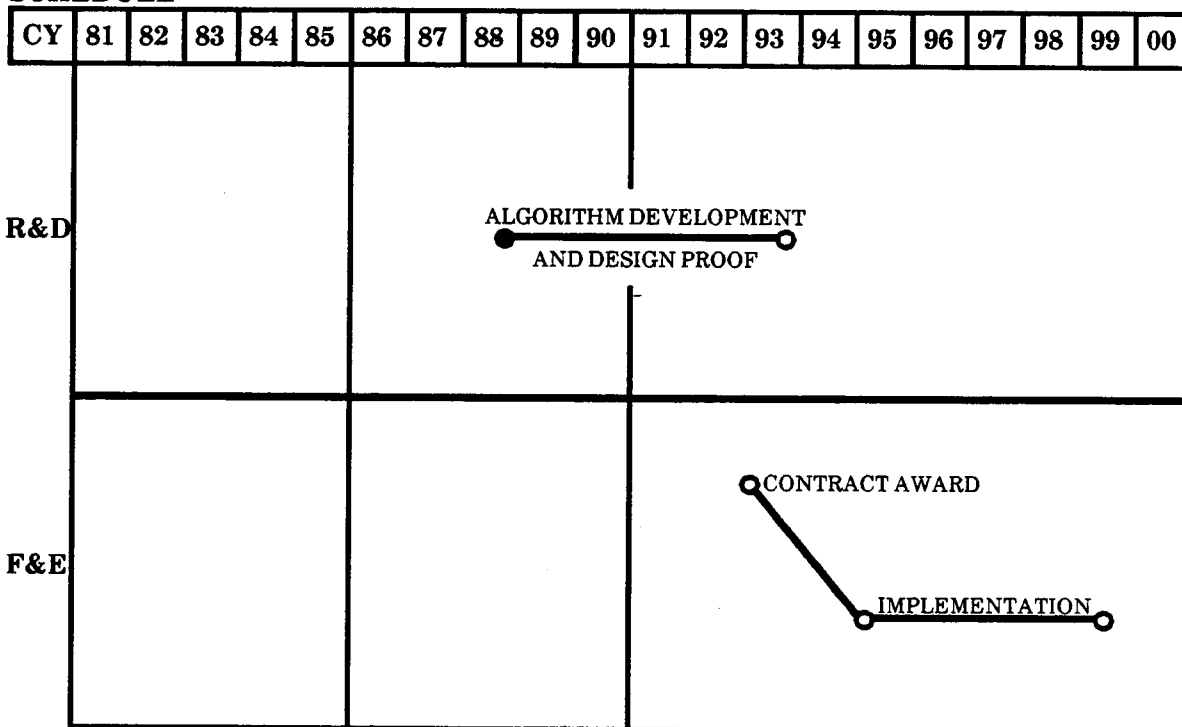 CY 81 82 83 84 85 86 87 88 89 90 91 92 93 94 95 96 97 98 99 00
R&D
ALGORITHM DEVELOPMENT
AND DESIGN PROOF
F&E
CONTRACT AWARD
IMPLEMENTATION